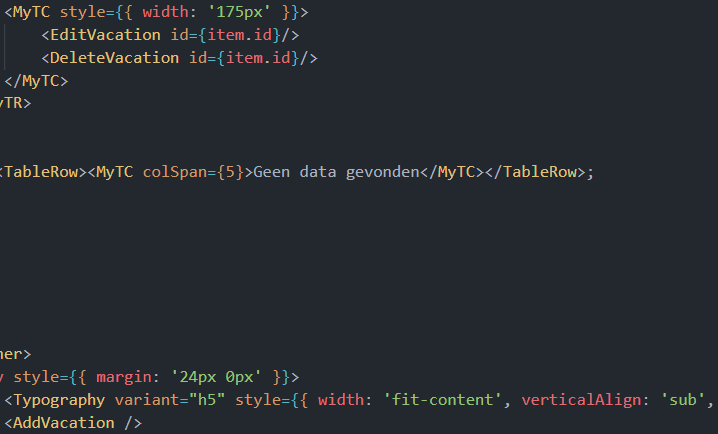 <MyTC style={{ width: '175px' }}>
<EditVacation id={item.id}/>
<DeleteVacation id={item.id}/>
</MyTC>
yTR>
<TableRow><MyTC colSpan={5}>Geen data gevonden</MyTC></TableRow>;
ner>
style={{ margin: '24px 0px' }}>
<Typography variant="h5" style={{ width: 'fit-content', verticalAlign: 'sub',
<AddVacation />